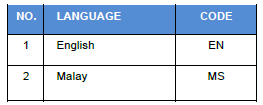 NO. LANGUAGE CODE
1 English EN
2 Malay MS